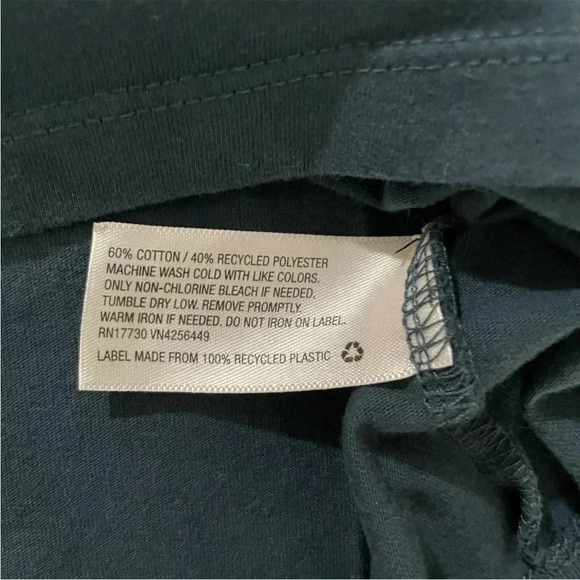 60% COTTON / 40% RECYCLED POLYESTER
MACHINE WASH COLD WITH LIKE COLORS.
ONLY NON-CHLORINE BLEACH IF NEEDED.
TUMBLE DRY LOW. REMOVE PROMPTLY.
WARM IRON IF NEEDED. DO NOT IRON ON LABEL.
RN17730 VN4256449
LABEL MADE FROM 100% RECYCLED PLASTIC